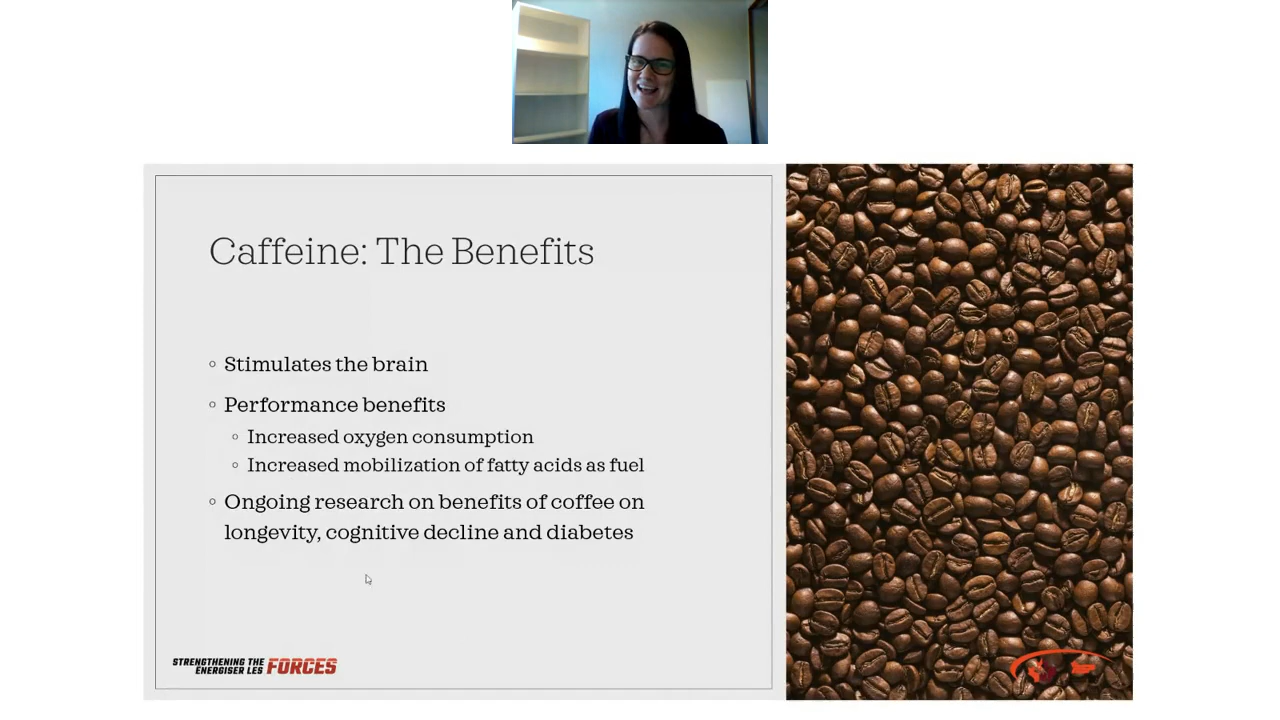 Caffeine: The Benefits
Stimulates the brain
Performance benefits
Increased oxygen consumption
Increased mobilization of fatty acids as fuel
Ongoing research on benefits of coffee on
longevity, cognitive decline and diabetes
STRENGTHENING THE
ENERGISER LES FORCES